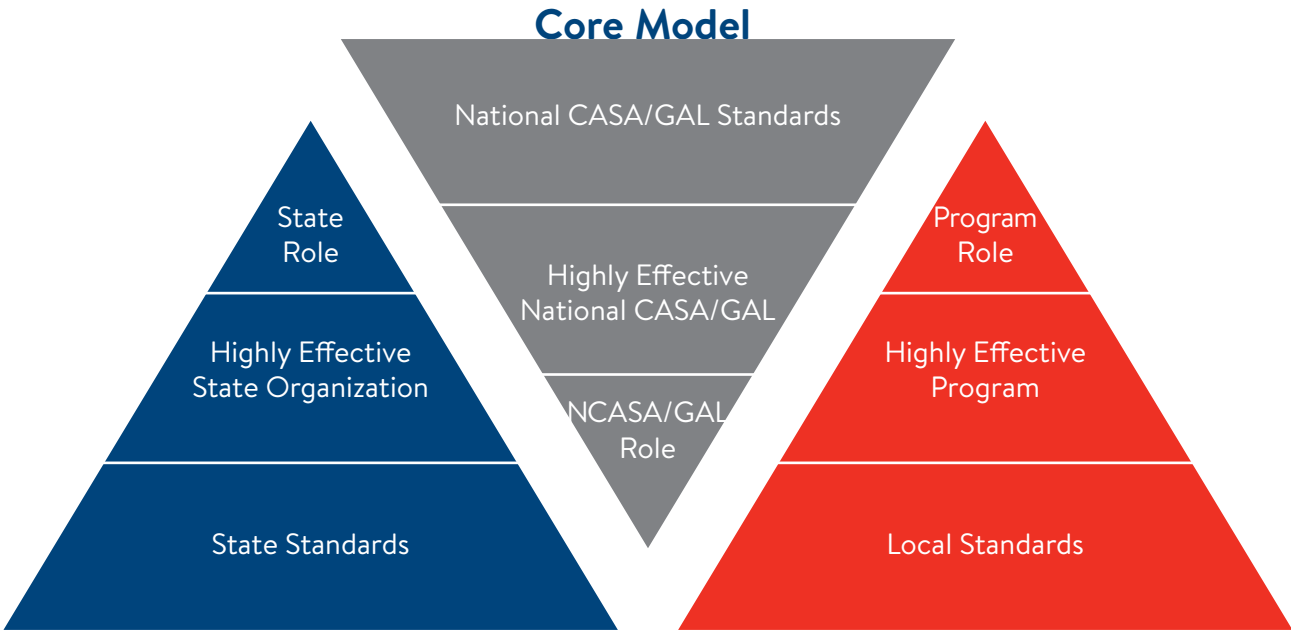 Core Model
National CASA/GAL Standards
State
Role
Highly Effective
State Organization
State Standards
Highly Effective
National CASA/GAL
NCASA/GAL
Role
Program
Role
Highly Effective
Program
Local Standards